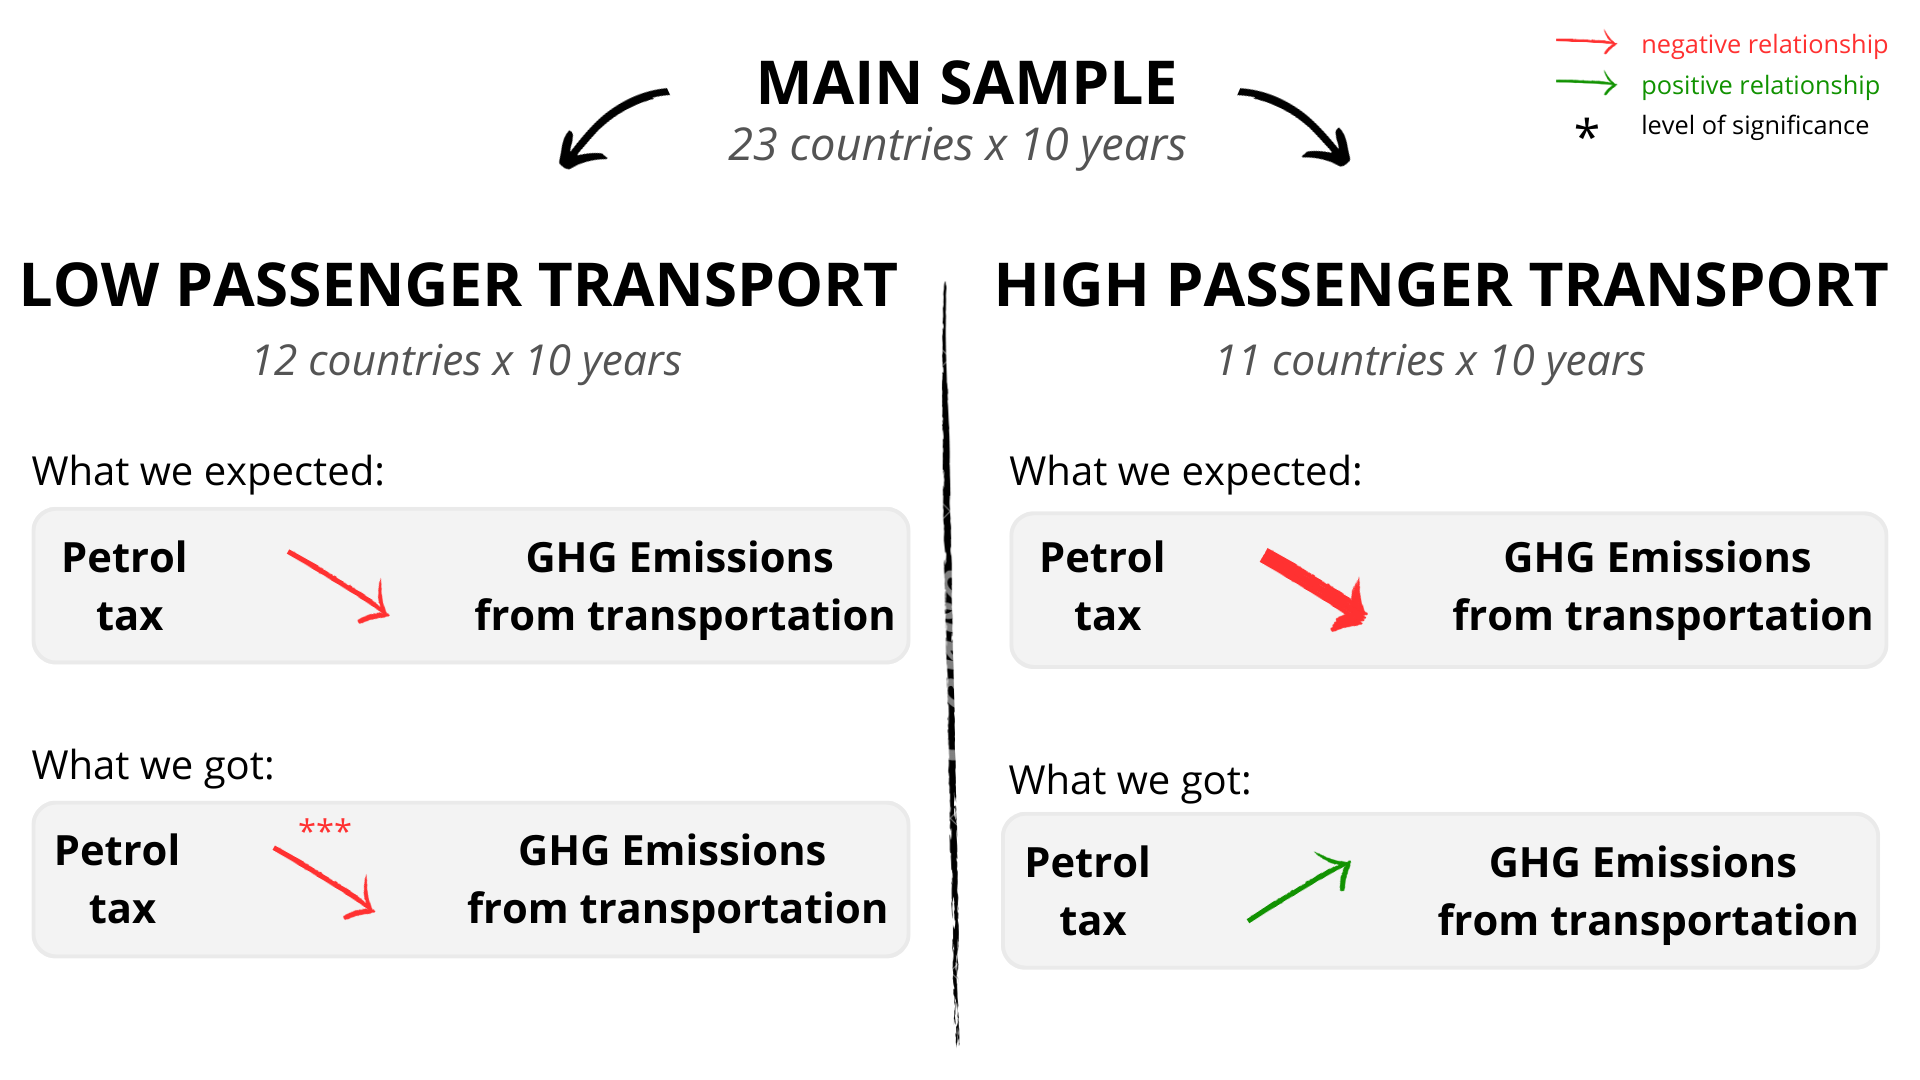 MAIN SAMPLE
23 countries x 10 years
negative relationship
positive relationship
* level of significance
LOW PASSENGER TRANSPORT
12 countries x 10 years
What we expected:
Petrol
tax
GHG Emissions
from transportation
What we got:
Petrol
tax
***
GHG Emissions
from transportation
HIGH PASSENGER TRANSPORT
11 countries x 10 years
What we expected:
Petrol
tax
GHG Emissions
from transportation
What we got:
Petrol
tax
GHG Emissions
from transportation